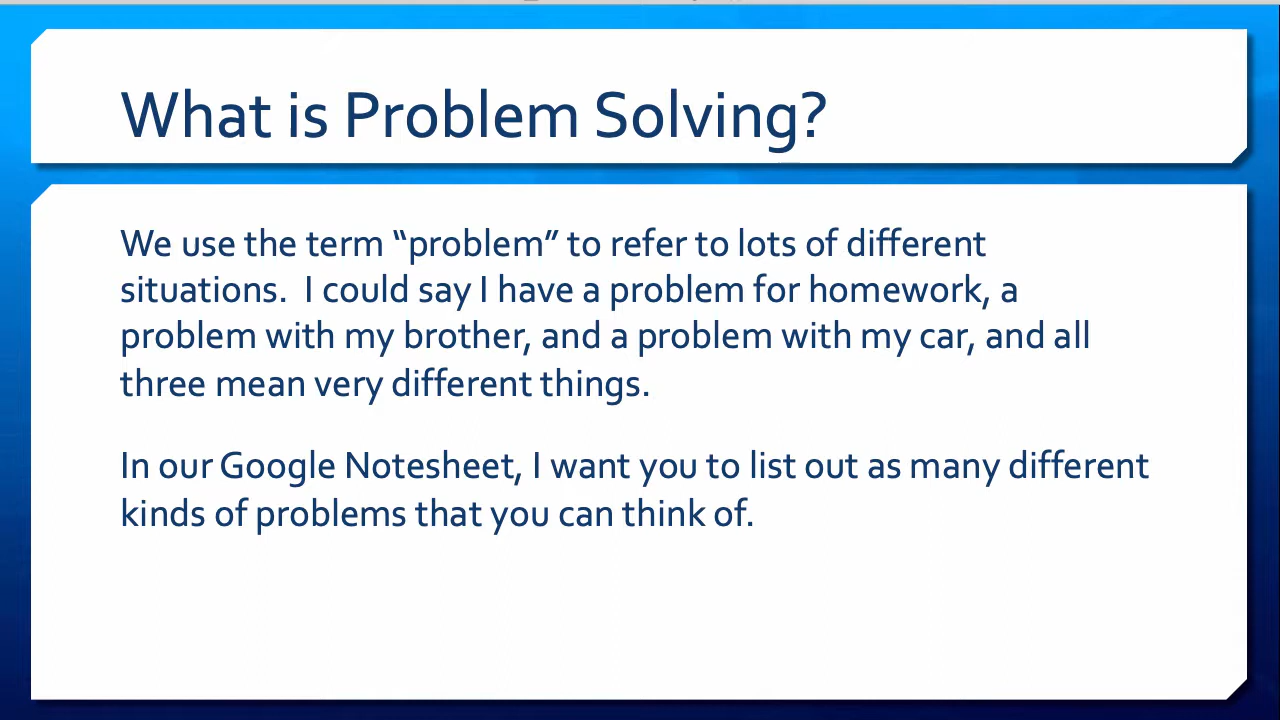 What is Problem Solving?
We use the term “problem” to refer to lots of different
situations.  I could say I have a problem for homework, a
problem with my brother, and a problem with my car, and all
three mean very different things.
In our Google Notesheet, I want you to list out as many different
kinds of problems that you can think of.